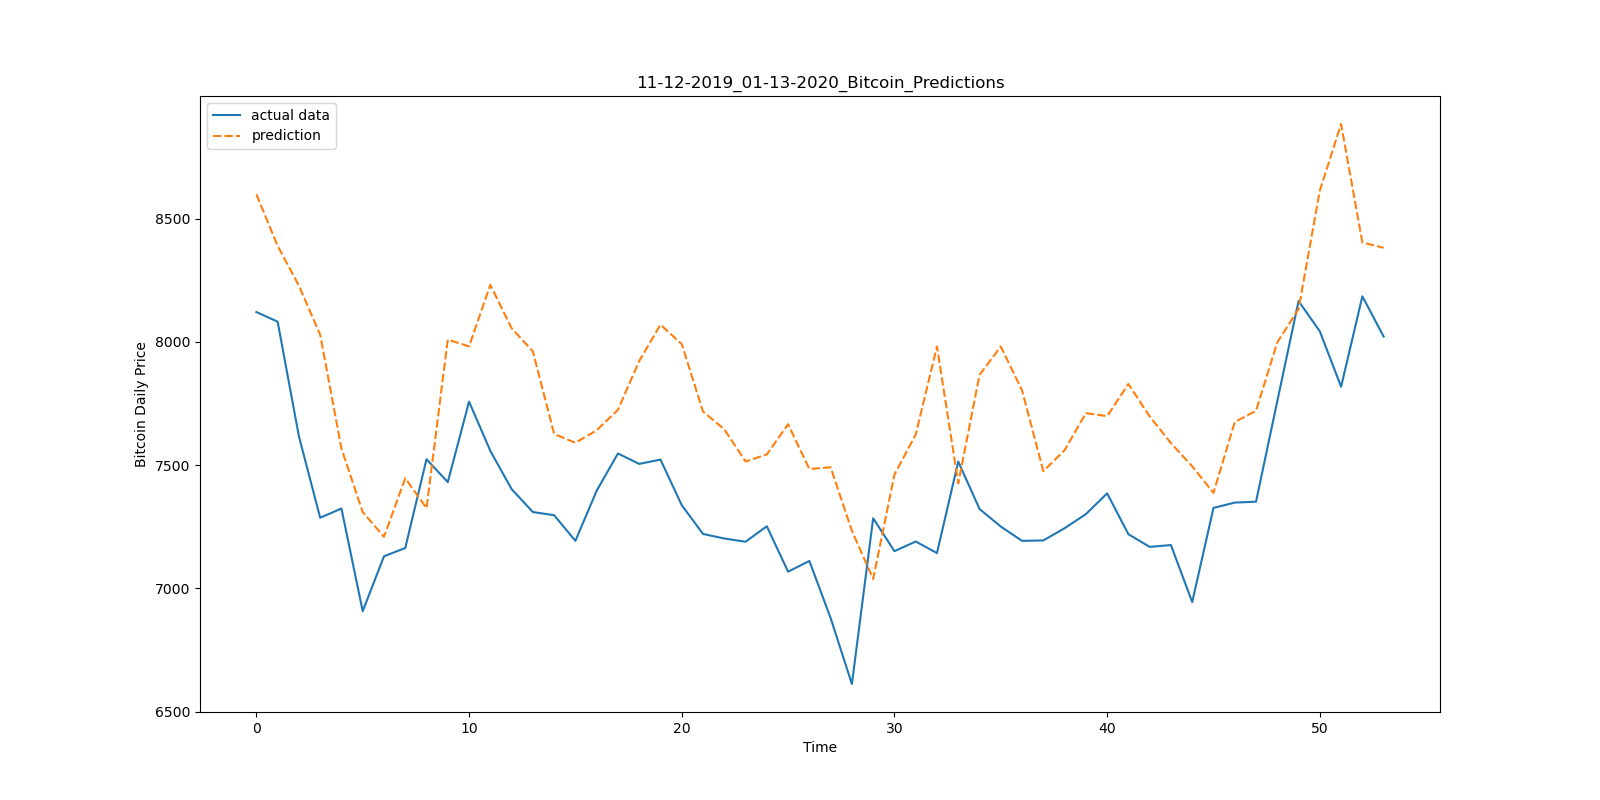 11-12-2019_01-13-2020_Bitcoin_Predictions
actual data
prediction
Bitcoin Daily Price
8500
8000
7500
7000
6500
0 10 20 30 40 50
Time